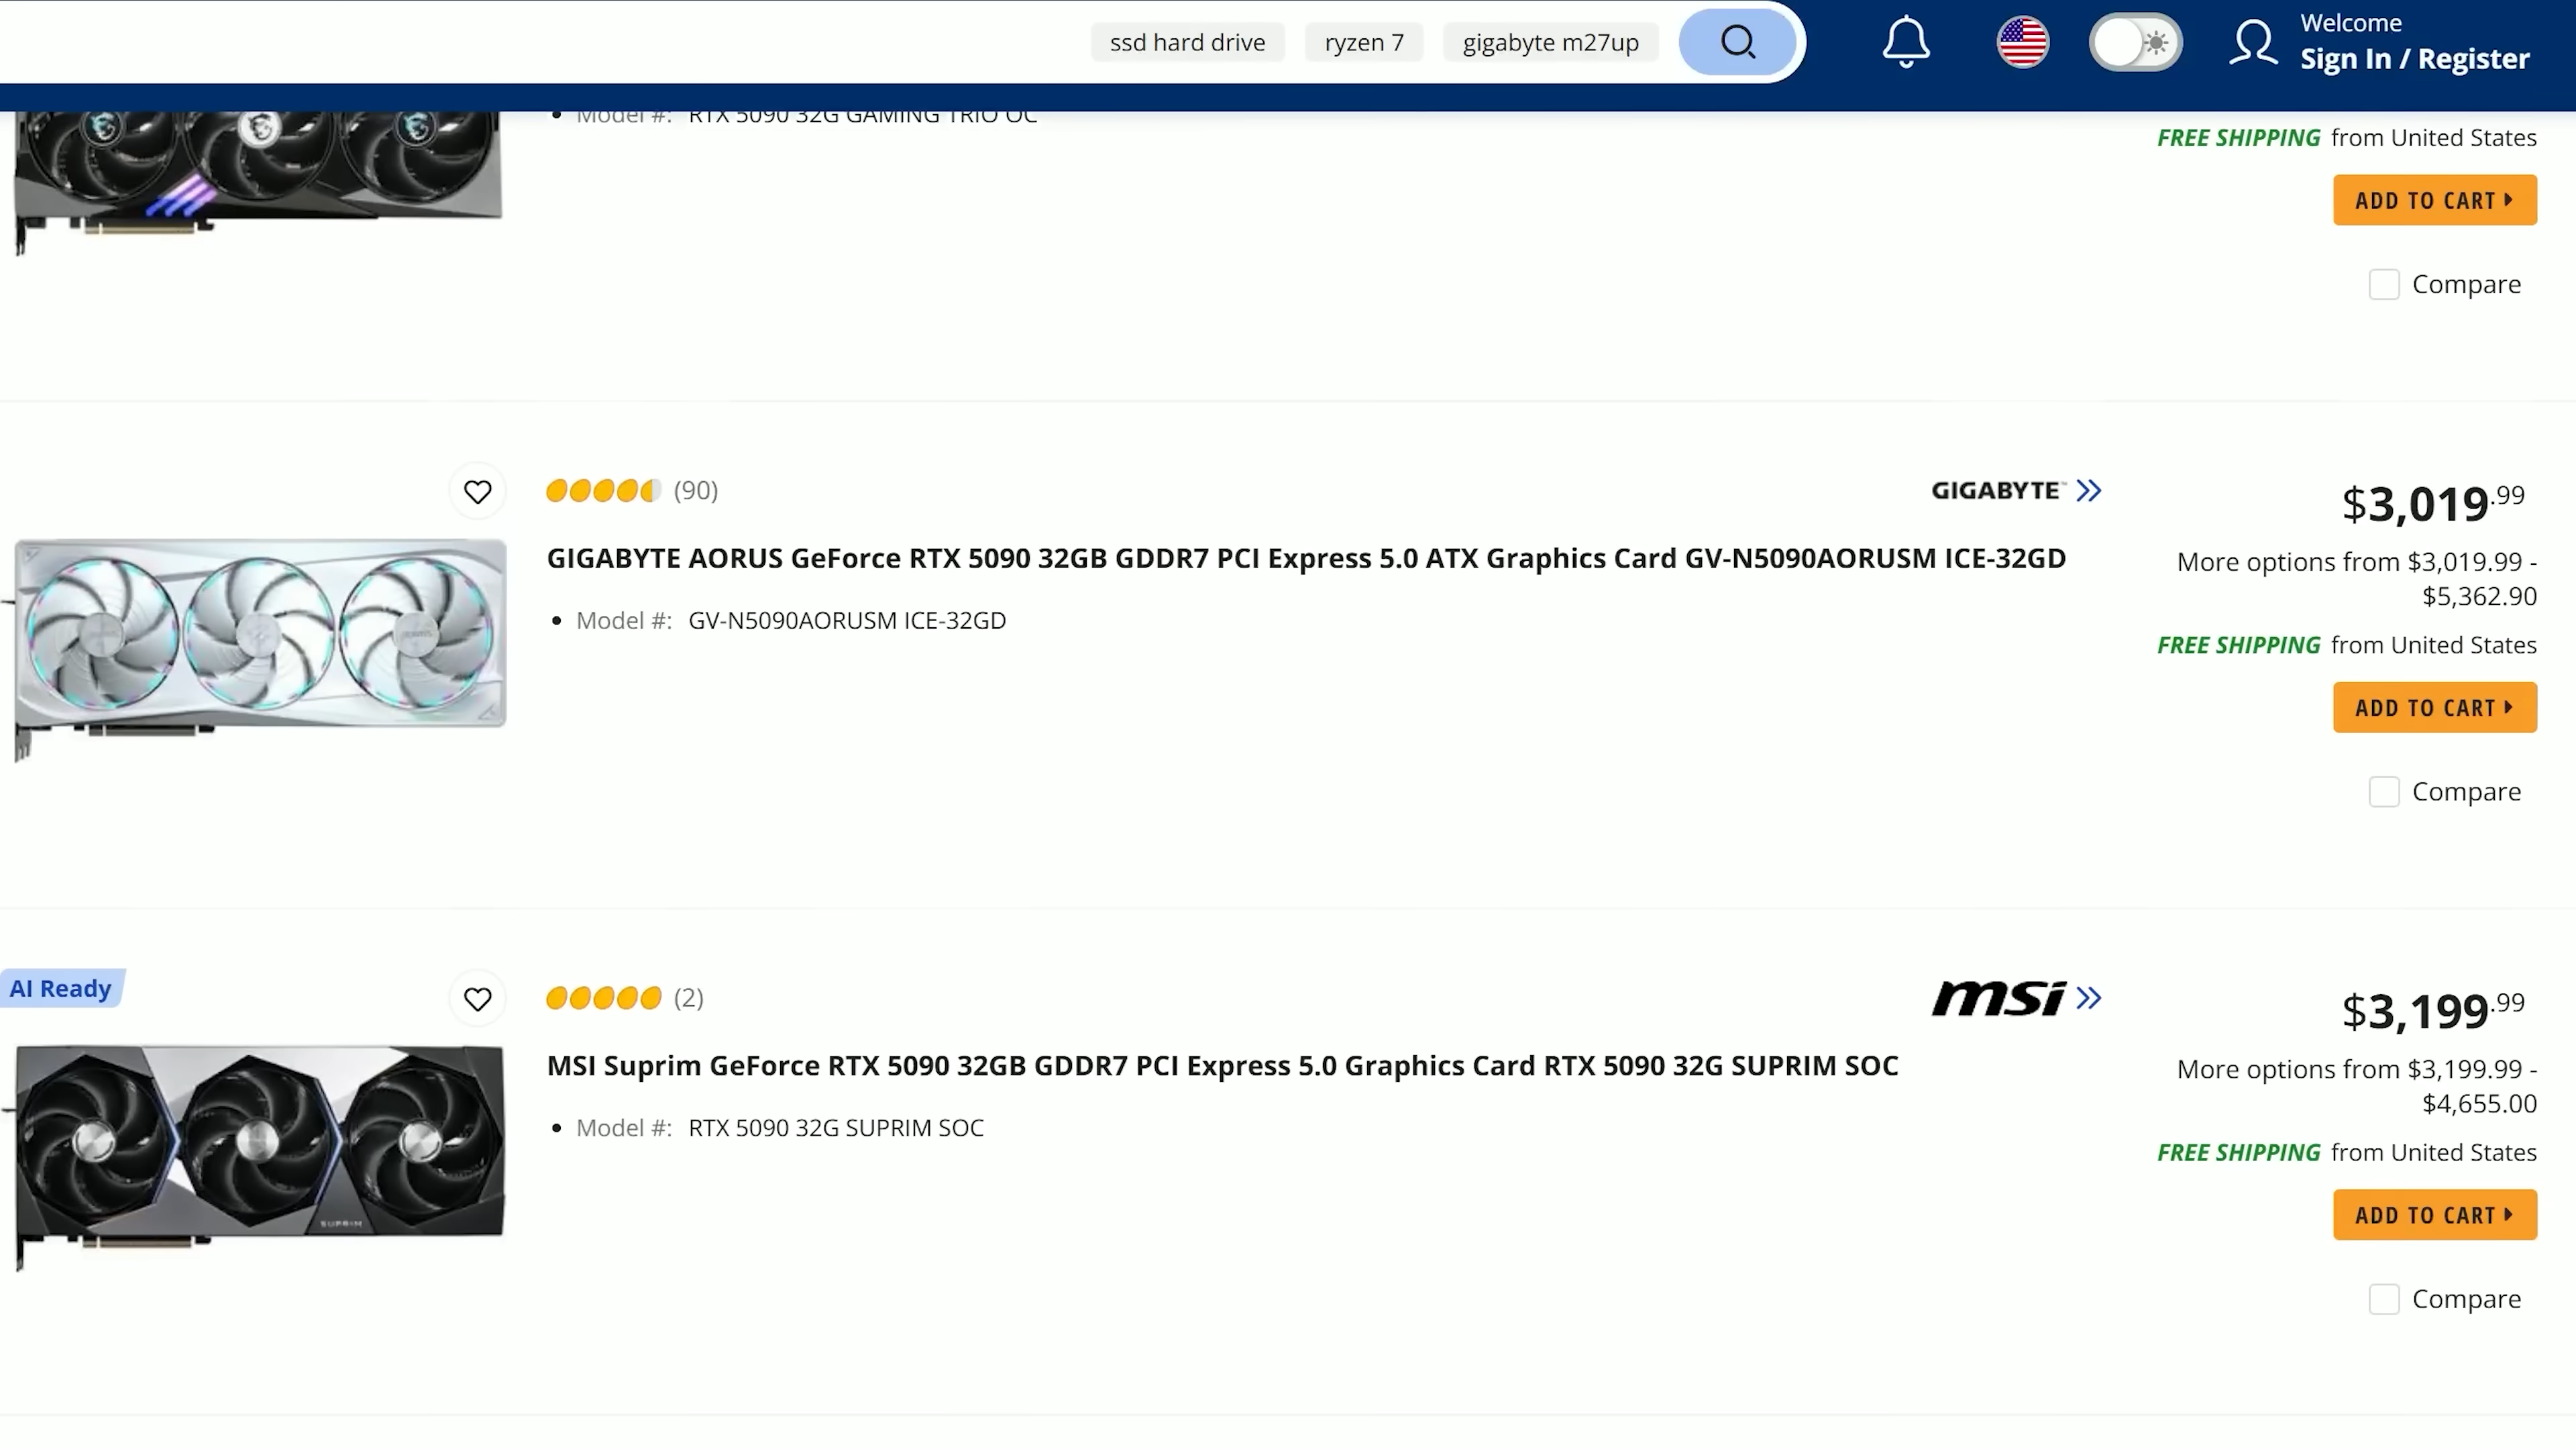 ssd hard drive
ryzen 7
gigabyte m27up
Welcome
Sign In / Register
Model #: RTX 5090 32G GAMING TRIO OC
FREE SHIPPING from United States
ADD TO CART
Compare
(90)
GIGABYTE
$3,019.99
GIGABYTE AORUS GeForce RTX 5090 32GB GDDR7 PCI Express 5.0 ATX Graphics Card GV-N5090AORUSM ICE-32GD
More options from $3,019.99 -
$5,362.90
Model #: GV-N5090AORUSM ICE-32GD
FREE SHIPPING from United States
ADD TO CART
Compare
AI Ready
(2)
msi
$3,199.99
MSI Suprim GeForce RTX 5090 32GB GDDR7 PCI Express 5.0 Graphics Card RTX 5090 32G SUPRIM SOC
More options from $3,199.99 -
$4,655.00
Model #: RTX 5090 32G SUPRIM SOC
FREE SHIPPING from United States
SUPRIM
ADD TO CART
Compare